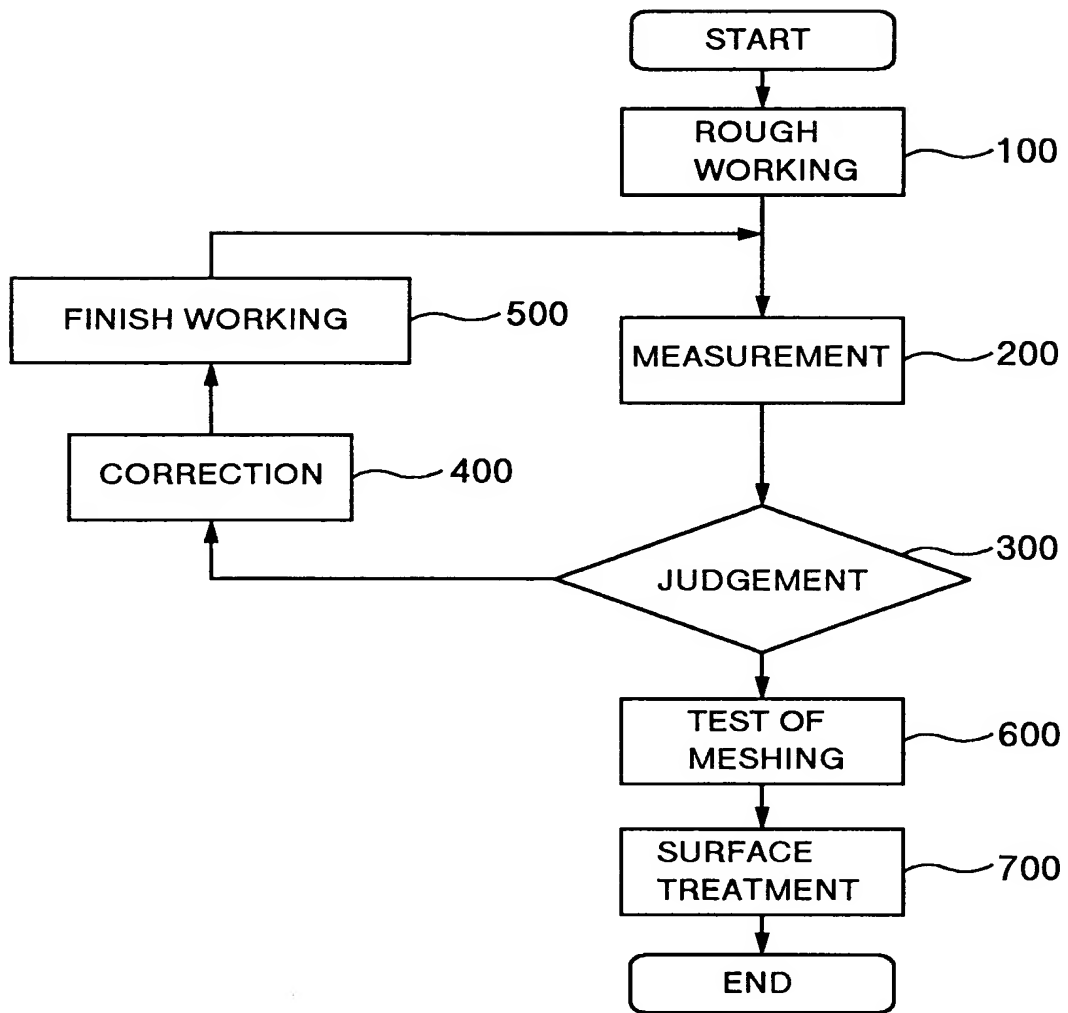 START
ROUGH
WORKING
100
FINISH WORKING
500
MEASUREMENT
200
CORRECTION
400
JUDGEMENT
300
TEST OF
MESHING
600
SURFACE
TREATMENT
700
END